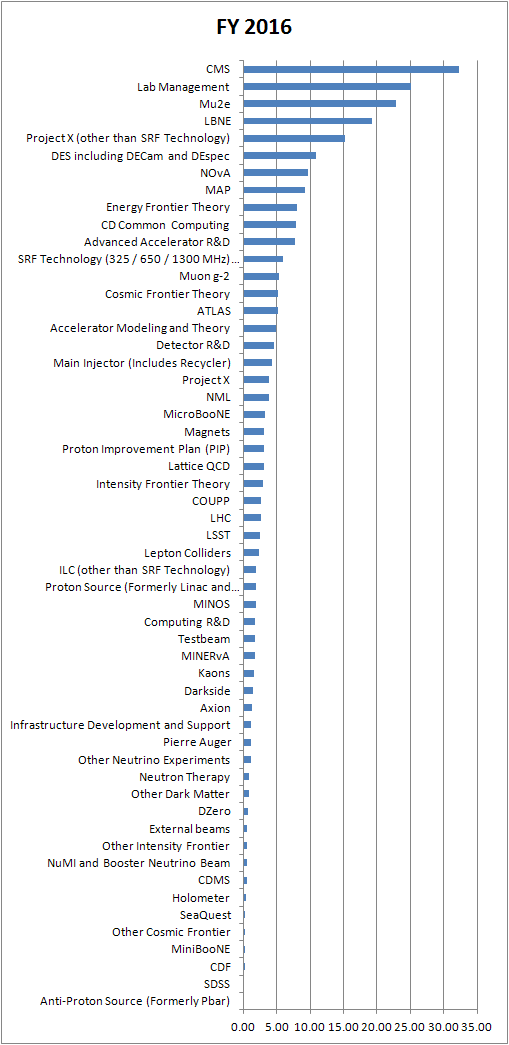 FY 2016
CMS
Lab Management
Mu2e
LBNE
Project X (other than SRF Technology)
DES including DECam and DEspec
NOvA
MAP
Energy Frontier Theory
CD Common Computing
Advanced Accelerator R&D
SRF Technology (325 / 650 / 1300 MHz)...
Muon g-2
Cosmic Frontier Theory
ATLAS
Accelerator Modeling and Theory
Detector R&D
Main Injector (Includes Recycler)
Project X
NML
MicroBooNE
Magnets
Proton Improvement Plan (PIP)
Lattice QCD
Intensity Frontier Theory
COUPP
LHC
LSST
Lepton Colliders
ILC (other than SRF Technology)
Proton Source (Formerly Linac and...
MINOS
Computing R&D
Testbeam
MINERvA
Kaons
Darkside
Axion
Infrastructure Development and Support
Pierre Auger
Other Neutrino Experiments
Neutron Therapy
Other Dark Matter
DZero
External beams
Other Intensity Frontier
NuMI and Booster Neutrino Beam
CDMS
Holometer
SeaQuest
Other Cosmic Frontier
MiniBooNE
CDF
SDSS
Anti-Proton Source (Formerly Pbar)
0.00 5.00 10.00 15.00 20.00 25.00 30.00 35.00